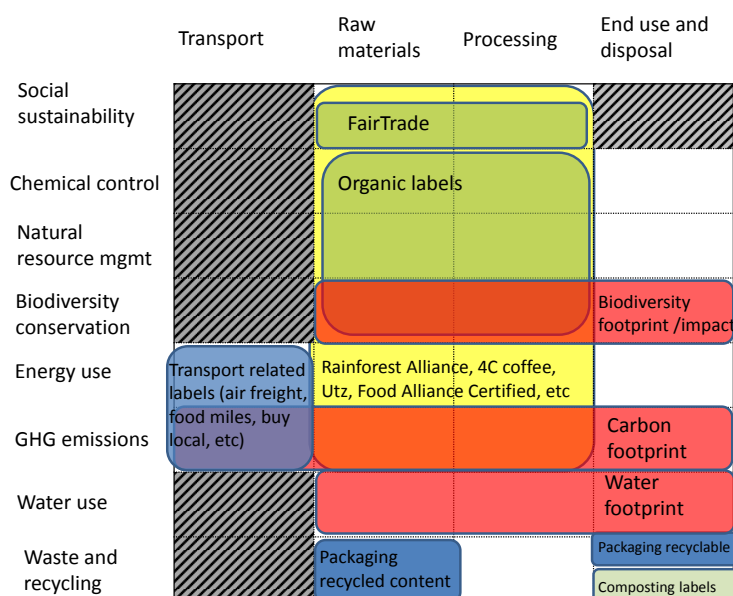 Transport
Raw
materials
Processing
End use and
disposal
Social
sustainability
FairTrade
Chemical control
Organic labels
Natural
resource mgmt
Biodiversity
conservation
Biodiversity
footprint /impact
Energy use
Transport related
labels (air freight,
food miles, buy
local, etc)
Rainforest Alliance, 4C coffee,
Utz, Food Alliance Certified, etc
GHG emissions
Carbon
footprint
Water use
Water
footprint
Waste and
recycling
Packaging
recycled content
Packaging recyclable
Composting labels